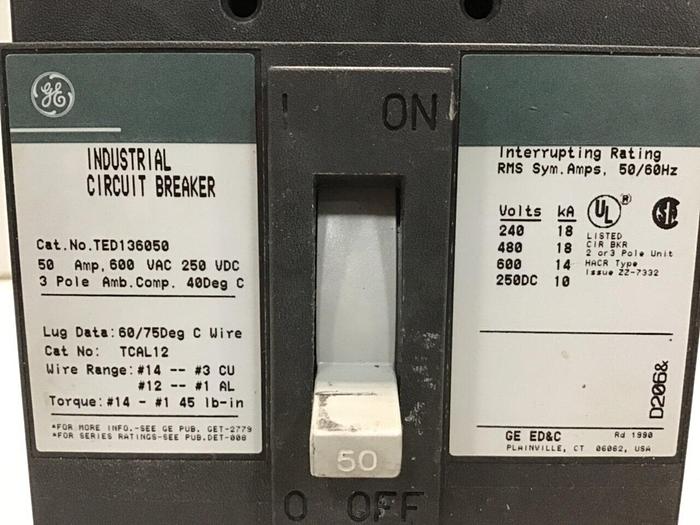 GE
INDUSTRIAL
CIRCUIT BREAKER
Cat.No.TED136050
50 Amp,600 VAC 250 VDC
3 Pole Amb.Comp. 40Deg C
Lug Data:60/75Deg C Wire
Cat No: TCAL12
Wire Range:#14 -- #3 CU
#12 -- #1 AL
Torque:#14 - #1 45 lb-in
*FOR MORE INFO.-SEE GE PUB. GET-2779
*FOR SERIES RATINGS-SEE PUB.DET-008
I ON
50
O OFF
Interrupting Rating
RMS Sym.Amps, 50/60Hz
Volts kA
240 18
480 18
600 14
250DC 10
UL ®
LISTED
CIR BKR
2 or3 Pole Unit
HACR Type
Issue ZZ-7332
SA
D206&
GE ED&C Rd 1990
PLAINVILLE, CT 06062, USA